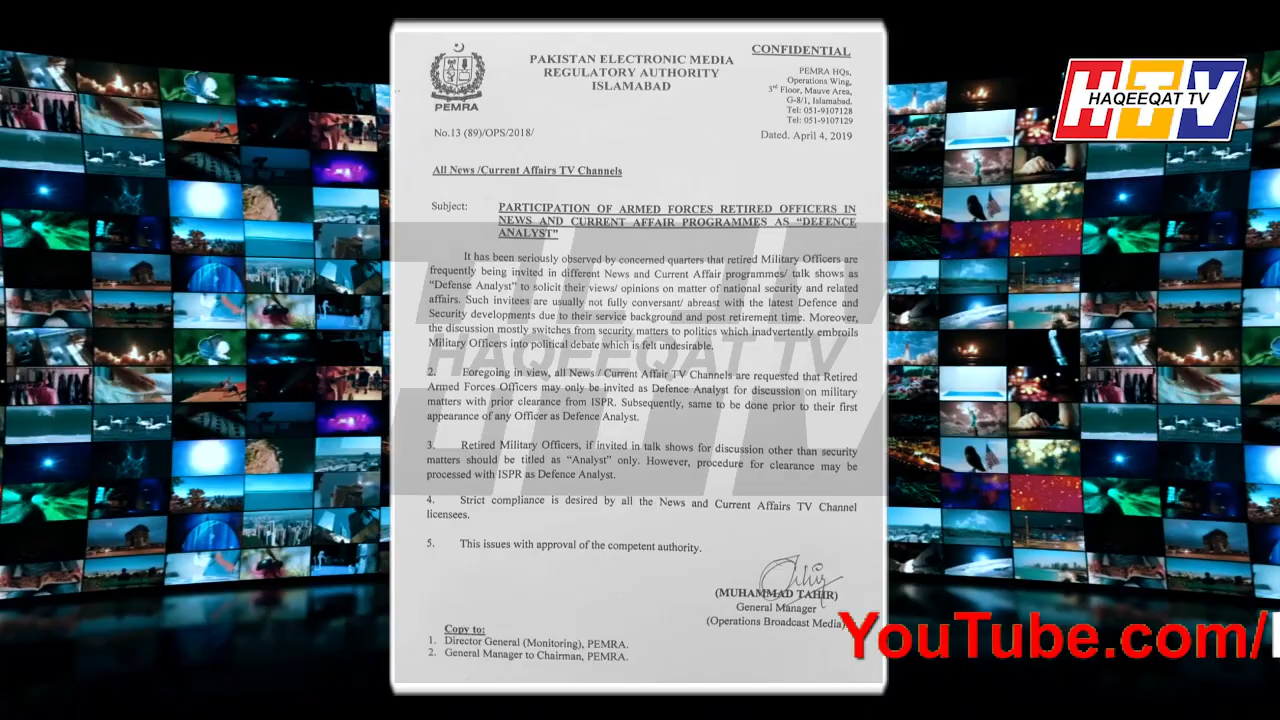 CONFIDENTIAL
PAKISTAN ELECTRONIC MEDIA
REGULATORY AUTHORITY
ISLAMABAD
PEMRA
PEMRA HQs,
Operations Wing,
3rd Floor, Mauve Area,
G-8/1, Islamabad.
Tel: 051-9107128
Tel: 051-9107129
No.13 (89)/OPS/2018/
Dated. April 4, 2019
All News /Current Affairs TV Channels
Subject: PARTICIPATION OF ARMED FORCES RETIRED OFFICERS IN
NEWS AND CURRENT AFFAIR PROGRAMMES AS “DEFENCE
ANALYST”
It has been seriously observed by concerned quarters that retired Military Officers are
frequently being invited in different News and Current Affair programmes/ talk shows as
“Defense Analyst” to solicit their views/ opinions on matter of national security and related
affairs. Such invitees are usually not fully conversant/ abreast with the latest Defence and
Security developments due to their service background and post retirement time. Moreover,
the discussion mostly switches from security matters to politics which inadvertently embroils
Military Officers into political debate which is felt undesirable.
2. Foregoing in view, all News / Current Affair TV Channels are requested that Retired
Armed Forces Officers may only be invited as Defence Analyst for discussion on military
matters with prior clearance from ISPR. Subsequently, same to be done prior to their first
appearance of any Officer as Defence Analyst.
3. Retired Military Officers, if invited in talk shows for discussion other than security
matters should be titled as “Analyst” only. However, procedure for clearance may be
processed with ISPR as Defence Analyst.
4. Strict compliance is desired by all the News and Current Affairs TV Channel
licensees.
5. This issues with approval of the competent authority.
(MUHAMMAD TAHIR)
General Manager
(Operations Broadcast Media)
Copy to:
1. Director General (Monitoring), PEMRA.
2. General Manager to Chairman, PEMRA.
HTV
HAQEEQAT TV
HAQEEQAT TV
YouTube.com/